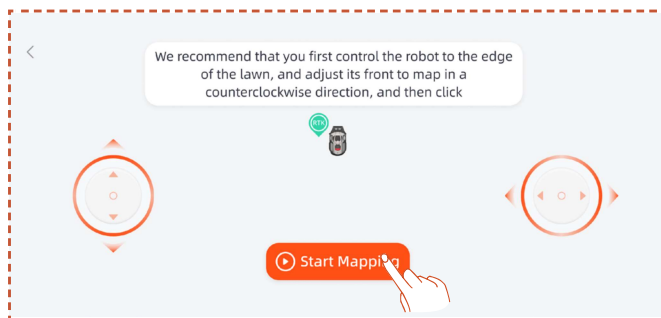 We recommend that you first control the robot to the edge
of the lawn, and adjust its front to map in a
counterclockwise direction, and then click
RTK
Start Mapping